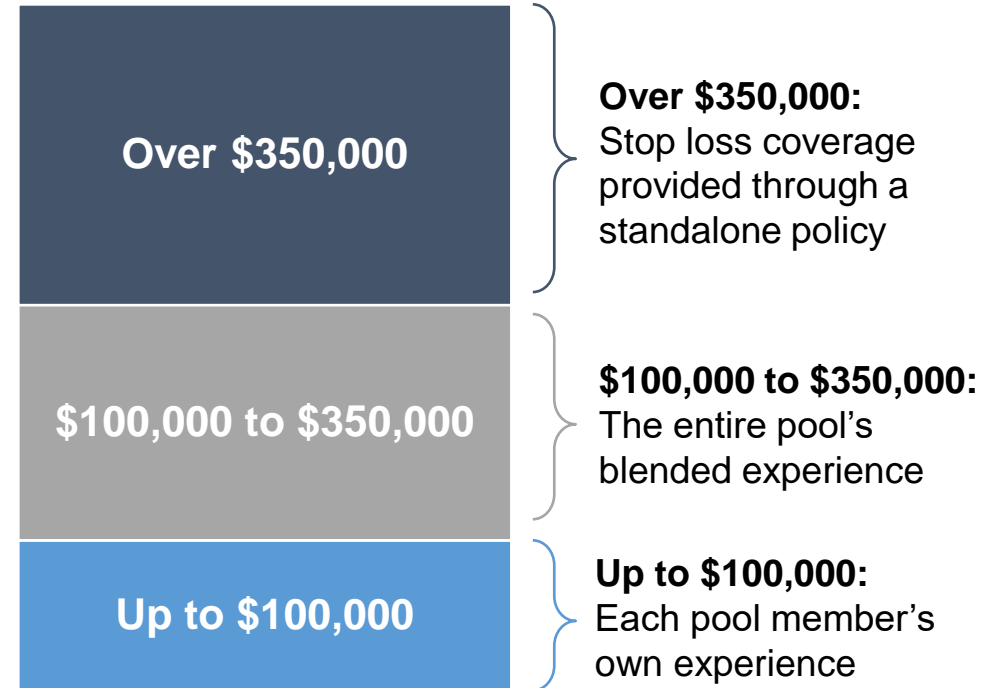 Over $350,000
Over $350,000:
Stop loss coverage
provided through a
standalone policy
$100,000 to $350,000
$100,000 to $350,000:
The entire pool’s
blended experience
Up to $100,000
Up to $100,000:
Each pool member’s
own experience